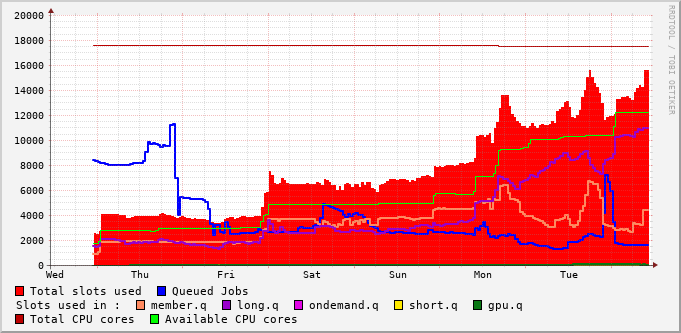 RRDTOOL / TOBI OETIKER
20000
18000
16000
14000
12000
10000
8000
6000
4000
2000
0
Wed Thu Fri Sat Sun Mon Tue
Total slots used Queued Jobs
Slots used in : member.q long.q ondemand.q short.q gpu.q
Total CPU cores Available CPU cores